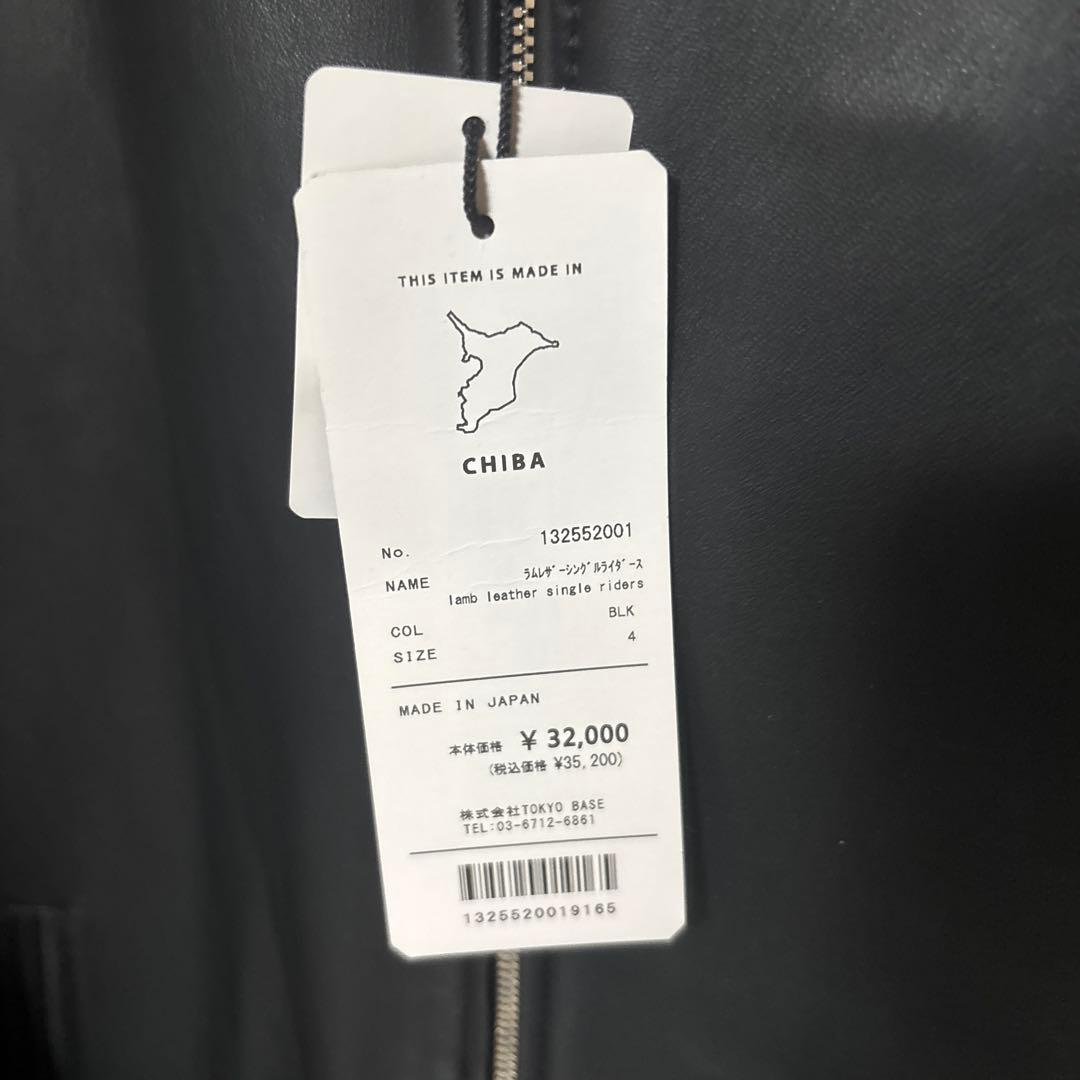 THIS ITEM IS MADE IN
CHIBA
No. 132552001
NAME ﾗﾑﾚｻﾞｰｼﾝｸﾞﾙﾗｲﾀﾞｰｽ
lamb leather single riders
COL BLK
SIZE 4
MADE IN JAPAN
本体価格 ¥ 32,000
(税込価格 ¥35,200)
株式会社TOKYO BASE
TEL:03-6712-6861
1325520019165